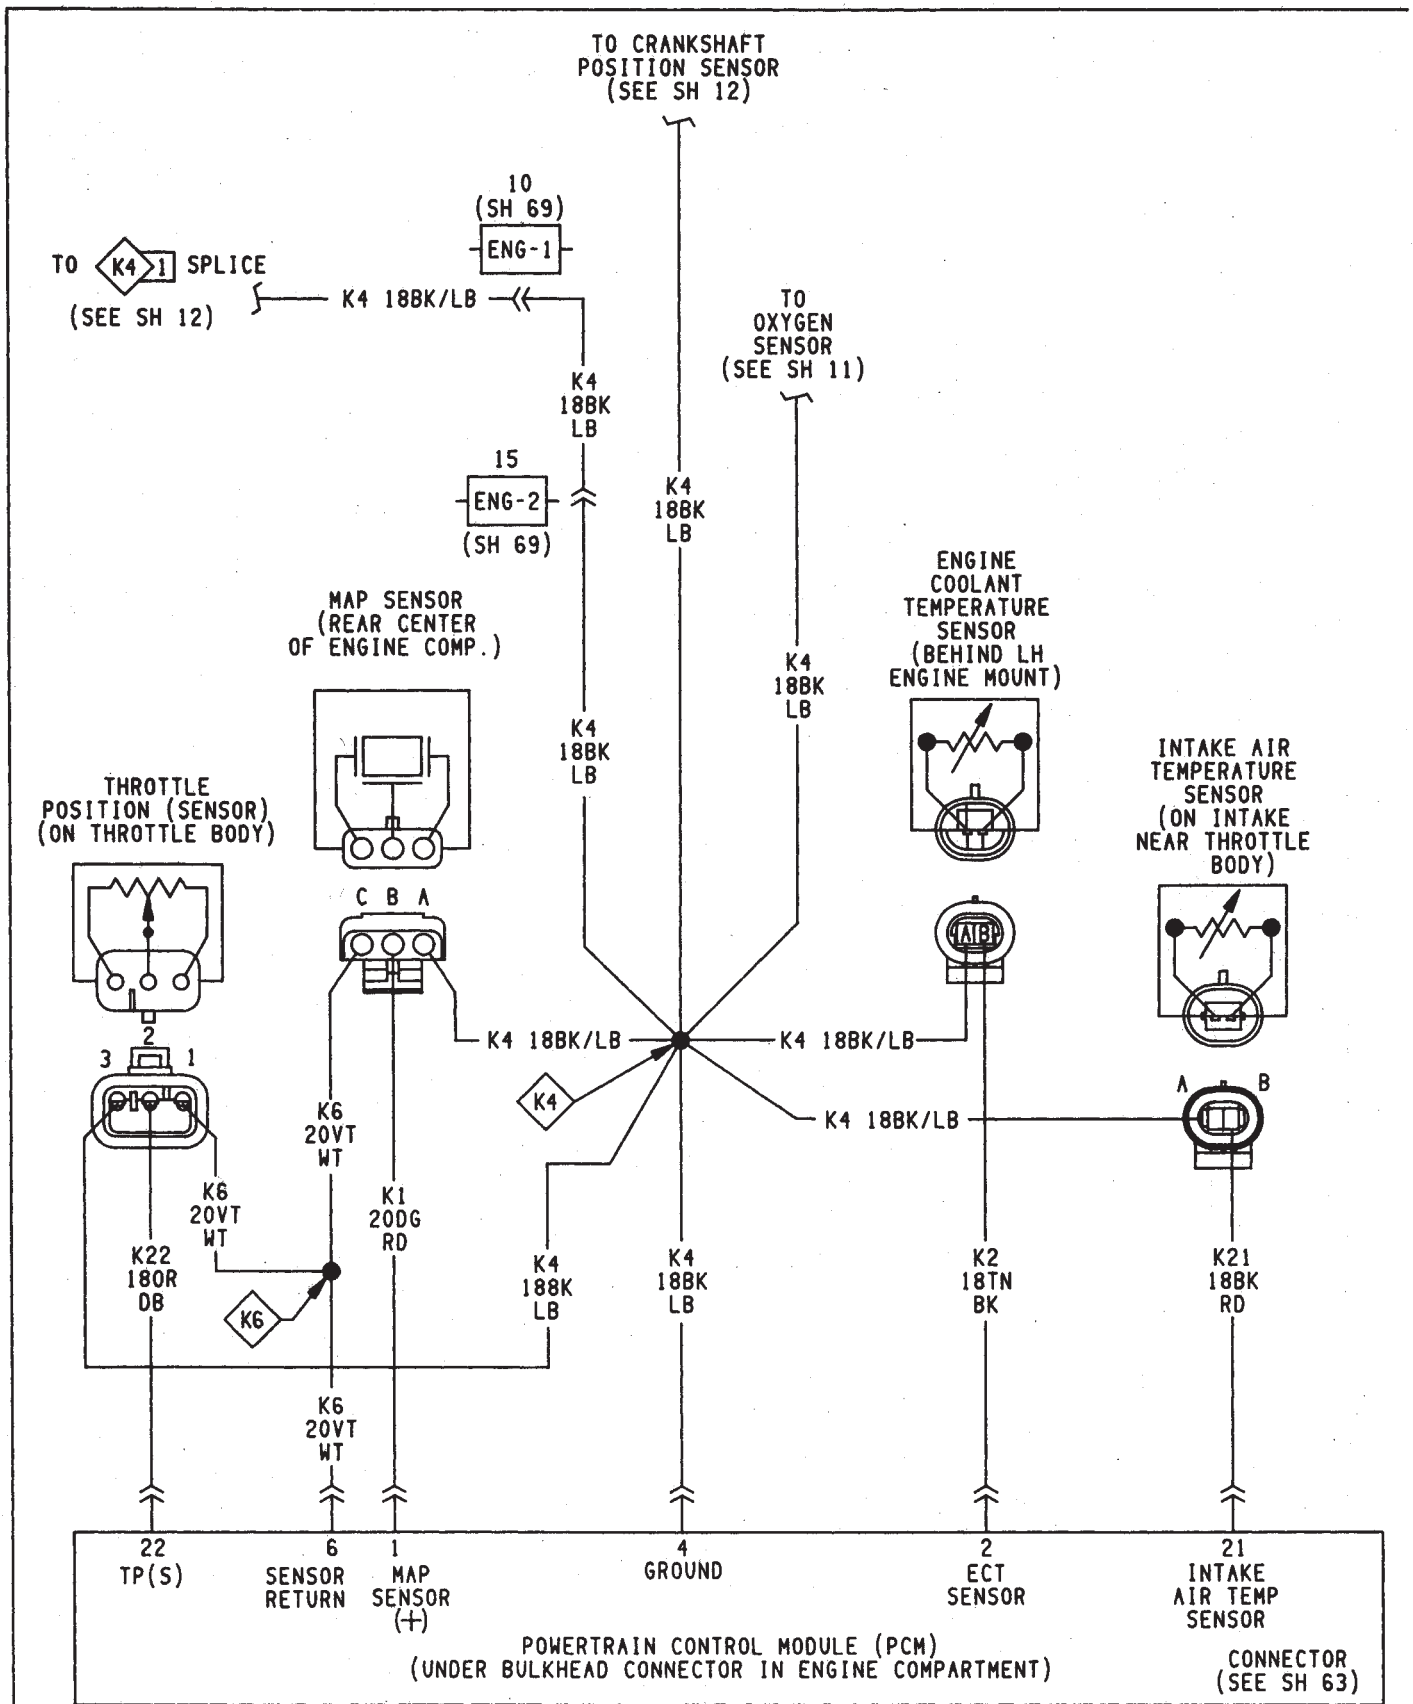 TO CRANKSHAFT
POSITION SENSOR
(SEE SH 12)
10
(SH 69)
ENG-1
TO K4 1 SPLICE
(SEE SH 12)
K4 18BK/LB
TO
OXYGEN
SENSOR
(SEE SH 11)
K4
18BK
LB
15
ENG-2
(SH 69)
K4
18BK
LB
ENGINE
COOLANT
TEMPERATURE
SENSOR
(BEHIND LH
ENGINE MOUNT)
MAP SENSOR
(REAR CENTER
OF ENGINE COMP.)
K4
18BK
LB
K4
18BK
LB
INTAKE AIR
TEMPERATURE
SENSOR
(ON INTAKE
NEAR THROTTLE
BODY)
THROTTLE
POSITION (SENSOR)
(ON THROTTLE BODY)
C B A
A B
2
3 1
K4 18BK/LB
K4 18BK/LB
K4
A B
K4 18BK/LB
K6
20VT
WT
K6
20VT
WT
K1
20DG
RD
K22
18OR
DB
K4
188K
LB
K4
18BK
LB
K2
18TN
BK
K21
18BK
RD
K6
K6
20VT
WT
22
TP(S)
6
SENSOR
RETURN
1
MAP
SENSOR
(+)
4
GROUND
2
ECT
SENSOR
21
INTAKE
AIR TEMP
SENSOR
POWERTRAIN CONTROL MODULE (PCM)
(UNDER BULKHEAD CONNECTOR IN ENGINE COMPARTMENT)
CONNECTOR
(SEE SH 63)